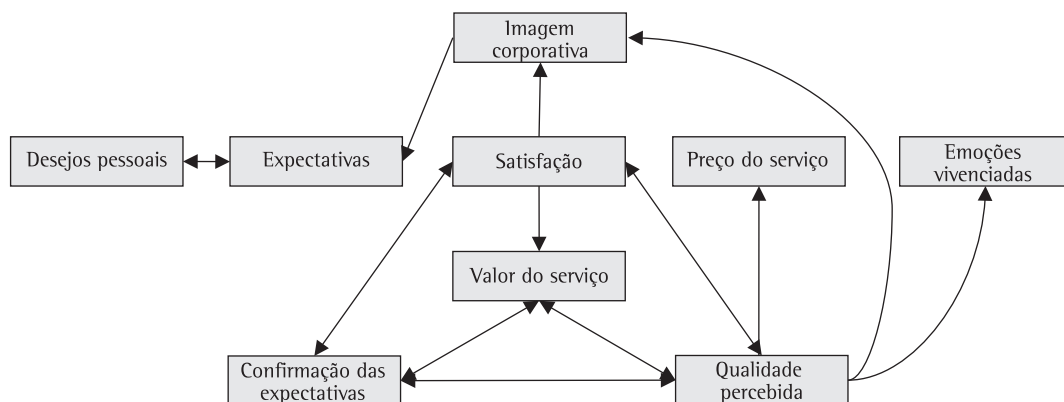 Imagem
corporativa
Desejos pessoais
Expectativas
Satisfação
Preço do serviço
Emoções
vivenciadas
Valor do serviço
Confirmação das
expectativas
Qualidade
percebida